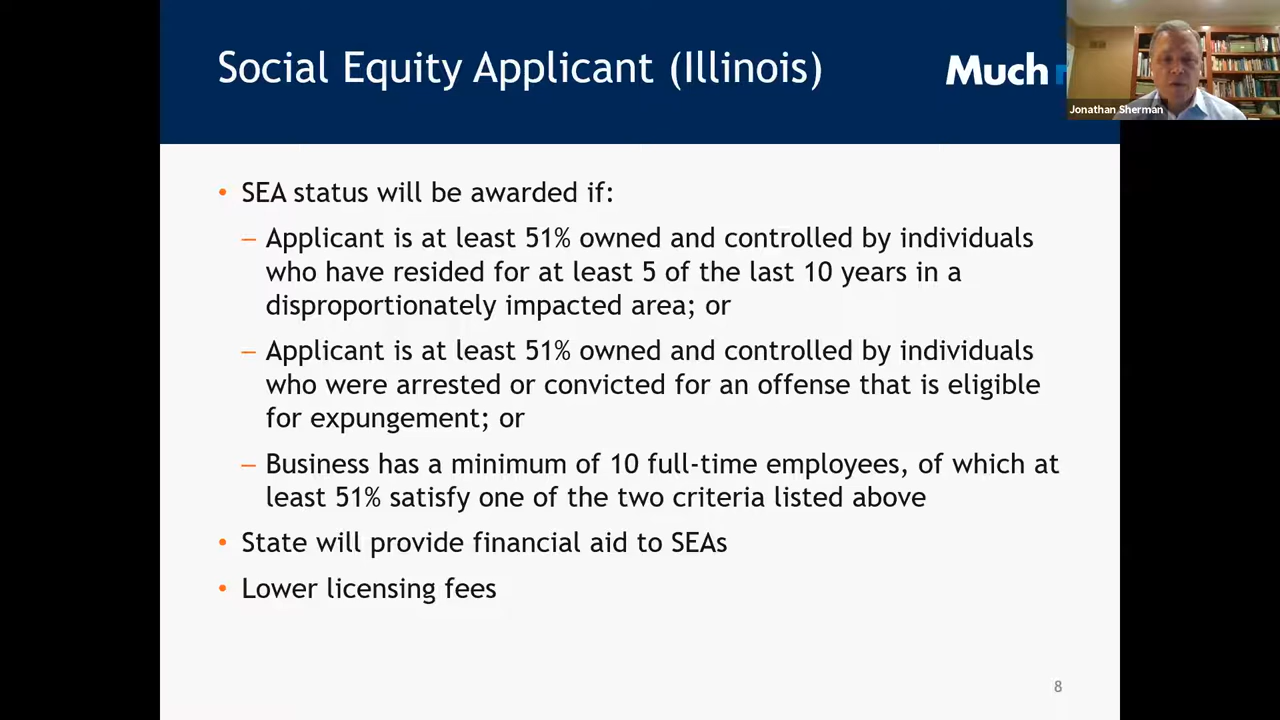 Social Equity Applicant (Illinois)
Much
Jonathan Sherman
• SEA status will be awarded if:
– Applicant is at least 51% owned and controlled by individuals
who have resided for at least 5 of the last 10 years in a
disproportionately impacted area; or
– Applicant is at least 51% owned and controlled by individuals
who were arrested or convicted for an offense that is eligible
for expungement; or
– Business has a minimum of 10 full-time employees, of which at
least 51% satisfy one of the two criteria listed above
• State will provide financial aid to SEAs
• Lower licensing fees
8